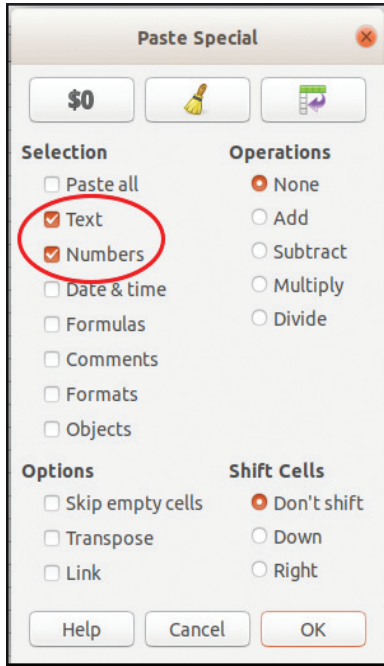 Paste Special
$0
Selection
Paste all
Text
Numbers
Date & time
Formulas
Comments
Formats
Objects
Operations
None
Add
Subtract
Multiply
Divide
Options
Skip empty cells
Transpose
Link
Shift Cells
Don't shift
Down
Right
Help
Cancel
OK